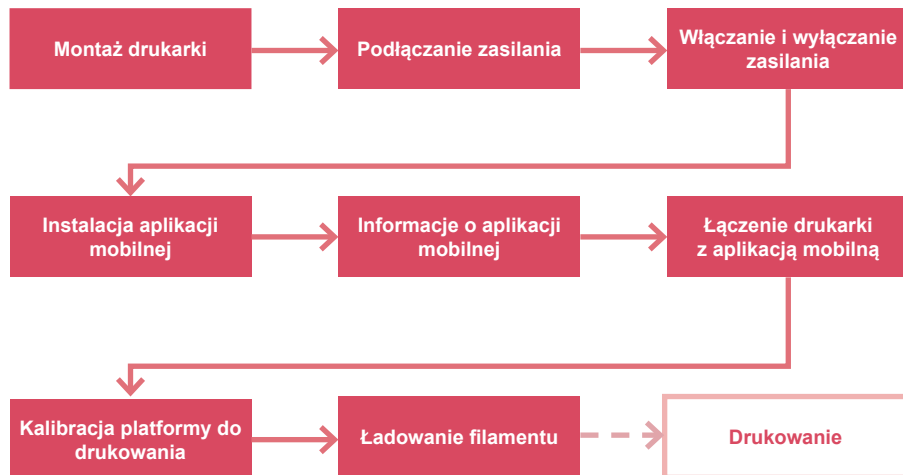 Montaż drukarki
Podłączanie zasilania
Włączanie i wyłączanie
zasilania
Instalacja aplikacji
mobilnej
Informacje o aplikacji
mobilnej
Łączenie drukarki
z aplikacją mobilną
Kalibracja platformy do
drukowania
Ładowanie filamentu
Drukowanie